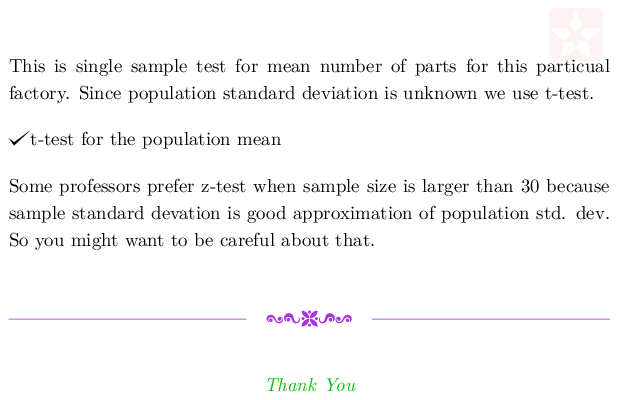 This is single sample test for mean number of parts for this particual
factory. Since population standard deviation is unknown we use t-test.
✓t-test for the population mean
Some professors prefer z-test when sample size is larger than 30 because
sample standard devation is good approximation of population std. dev.
So you might want to be careful about that.
Thank You